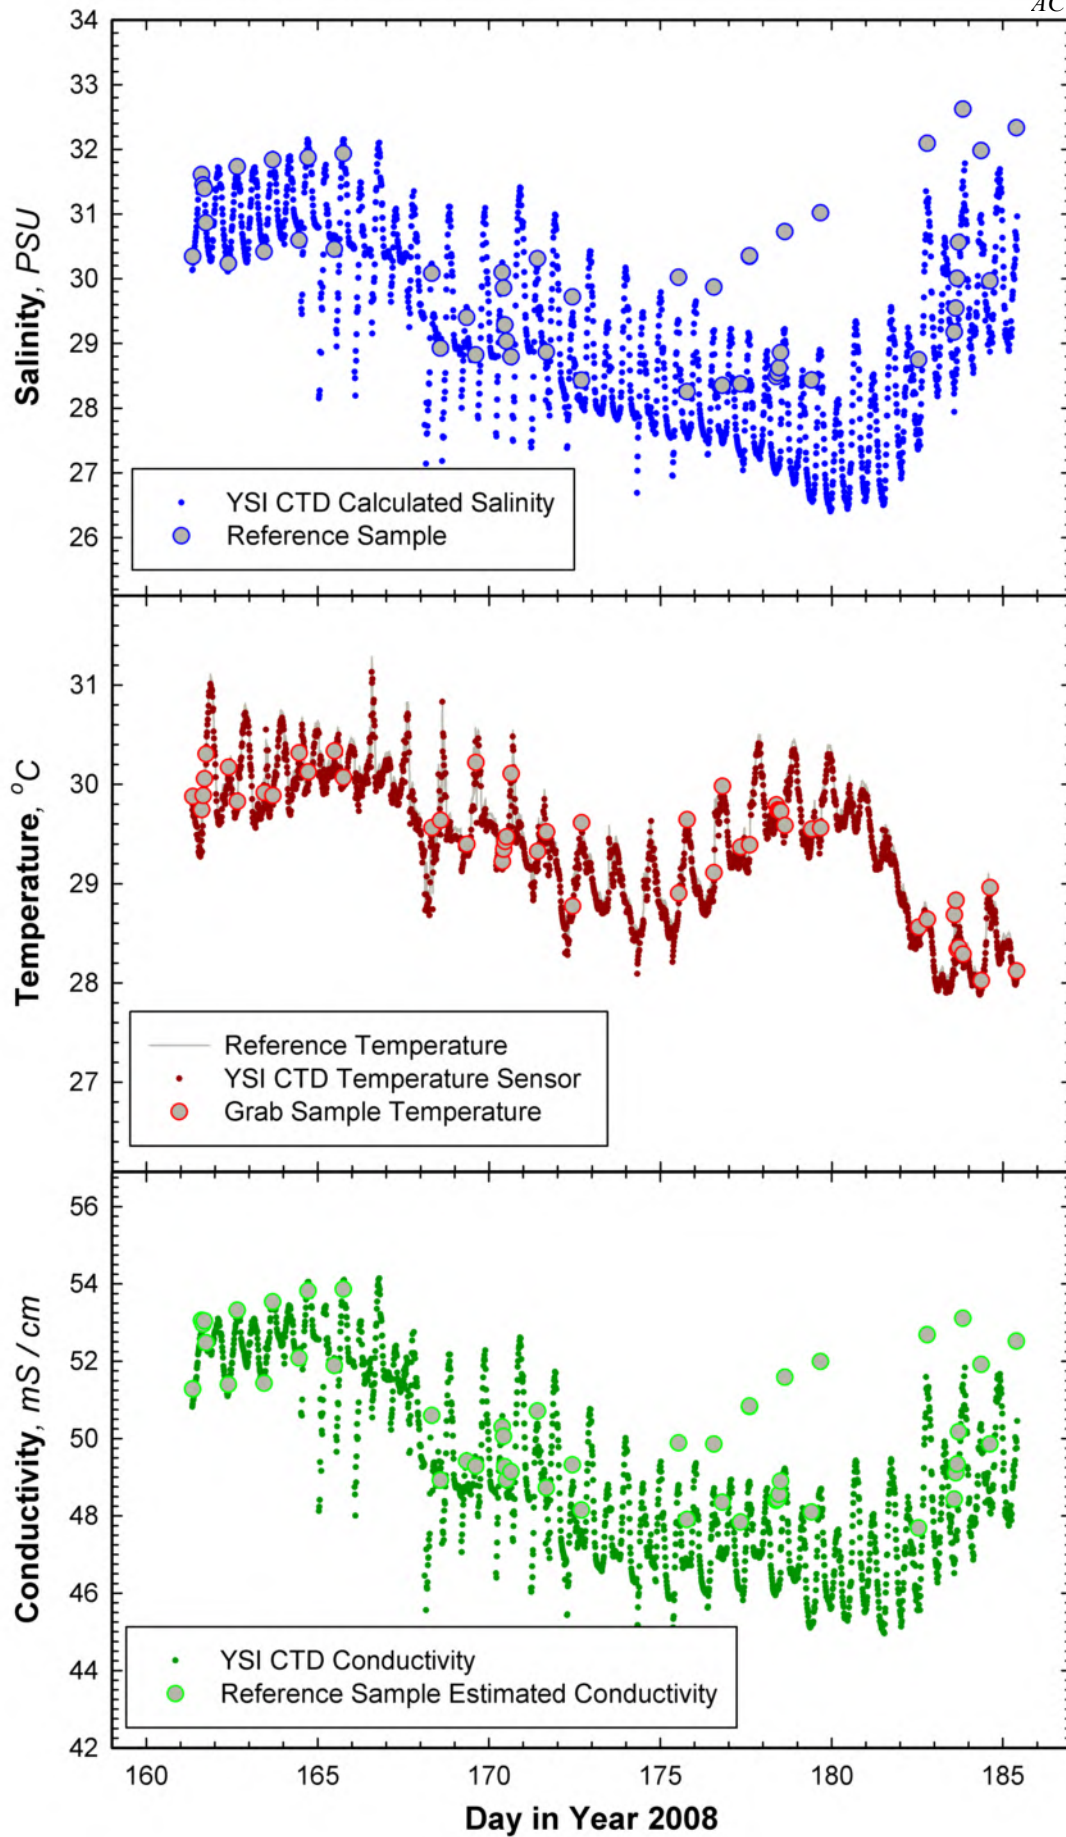 AC
34
33
32
31
30
29
28
27
26
Salinity, PSU
YSI CTD Calculated Salinity
Reference Sample
31
30
29
28
27
Temperature, °C
Reference Temperature
YSI CTD Temperature Sensor
Grab Sample Temperature
56
54
52
50
48
46
44
42
Conductivity, mS / cm
YSI CTD Conductivity
Reference Sample Estimated Conductivity
160 165 170 175 180 185
Day in Year 2008